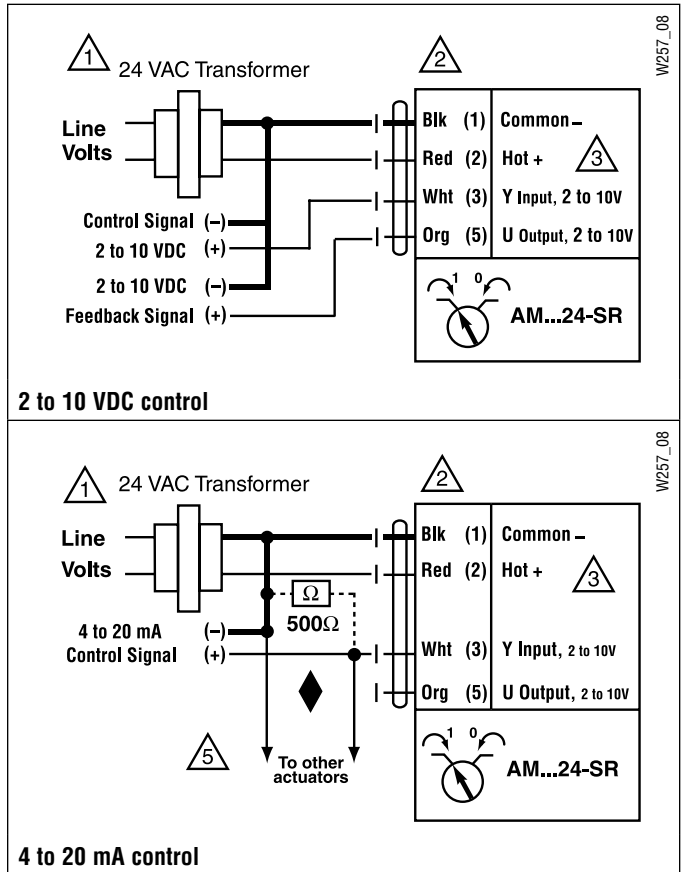 W257_08
1
24 VAC Transformer
2
Line
Volts
Blk (1) Common –
Red (2) Hot +
3
Wht (3) Y Input, 2 to 10V
Org (5) U Output, 2 to 10V
Control Signal (–)
2 to 10 VDC (+)
2 to 10 VDC (–)
Feedback Signal (+)
1 0
AM...24-SR
2 to 10 VDC control
W257_08
1
24 VAC Transformer
2
Line
Volts
Blk (1) Common –
Red (2) Hot +
3
Ω
500Ω
4 to 20 mA (–)
Control Signal (+)
Wht (3) Y Input, 2 to 10V
Org (5) U Output, 2 to 10V
5
To other
actuators
1 0
AM...24-SR
4 to 20 mA control